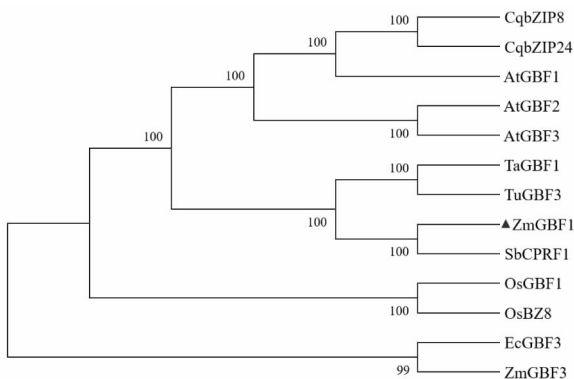 CqbZIP8
100
100
CqbZIP24
100
AtGBF1
AtGBF2
100
100
AtGBF3
TaGBF1
100
TuGBF3
100
▲ZmGBF1
100
SbCPRF1
OsGBF1
100
OsBZ8
EcGBF3
99
ZmGBF3